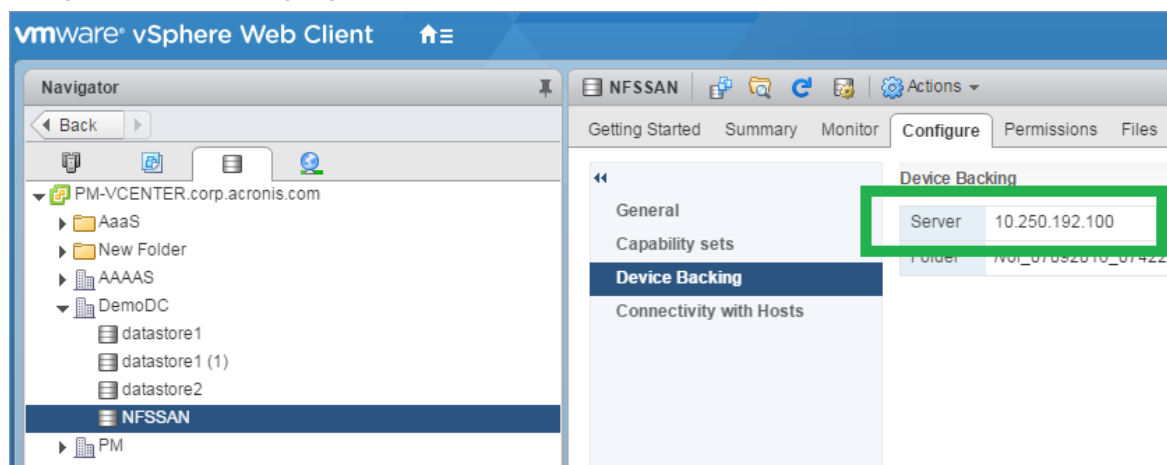 vmware® vSphere Web Client
Navigator
Back
PM-VCENTER.corp.acronis.com
AaaS
New Folder
AAAAS
DemoDC
datastore1
datastore1 (1)
datastore2
NFSSAN
PM
NFSSAN Actions
Getting Started Summary Monitor Configure Permissions Files
General
Capability sets
Device Backing
Connectivity with Hosts
Device Backing
Server 10.250.192.100
Folder